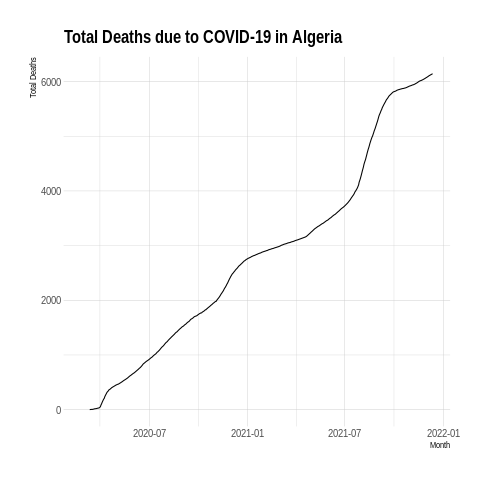 Total Deaths due to COVID-19 in Algeria
Total Deaths
6000
4000
2000
0
2020-07 2021-01 2021-07 2022-01
Month